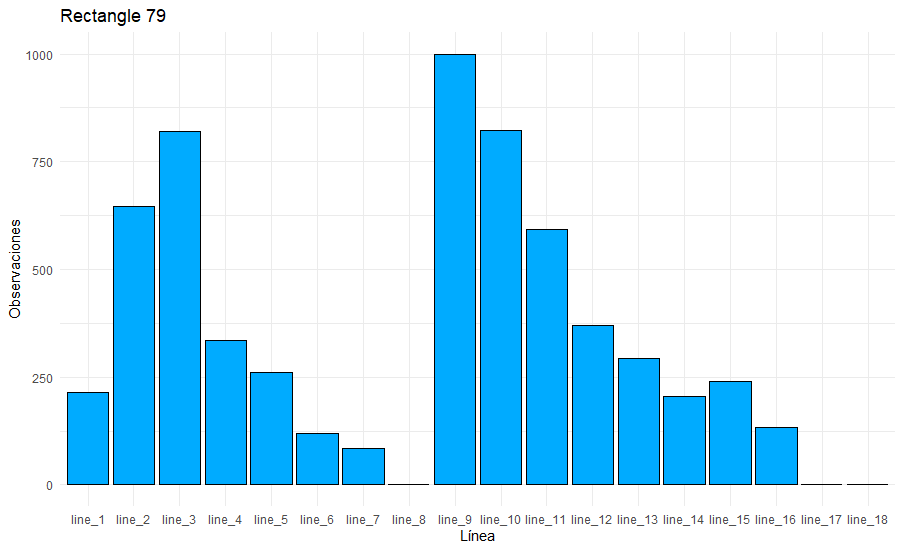 Rectangle 79
Observaciones
1000
750
500
250
0
line_1 line_2 line_3 line_4 line_5 line_6 line_7 line_8 line_9 line_10 line_11 line_12 line_13 line_14 line_15 line_16 line_17 line_18
Línea